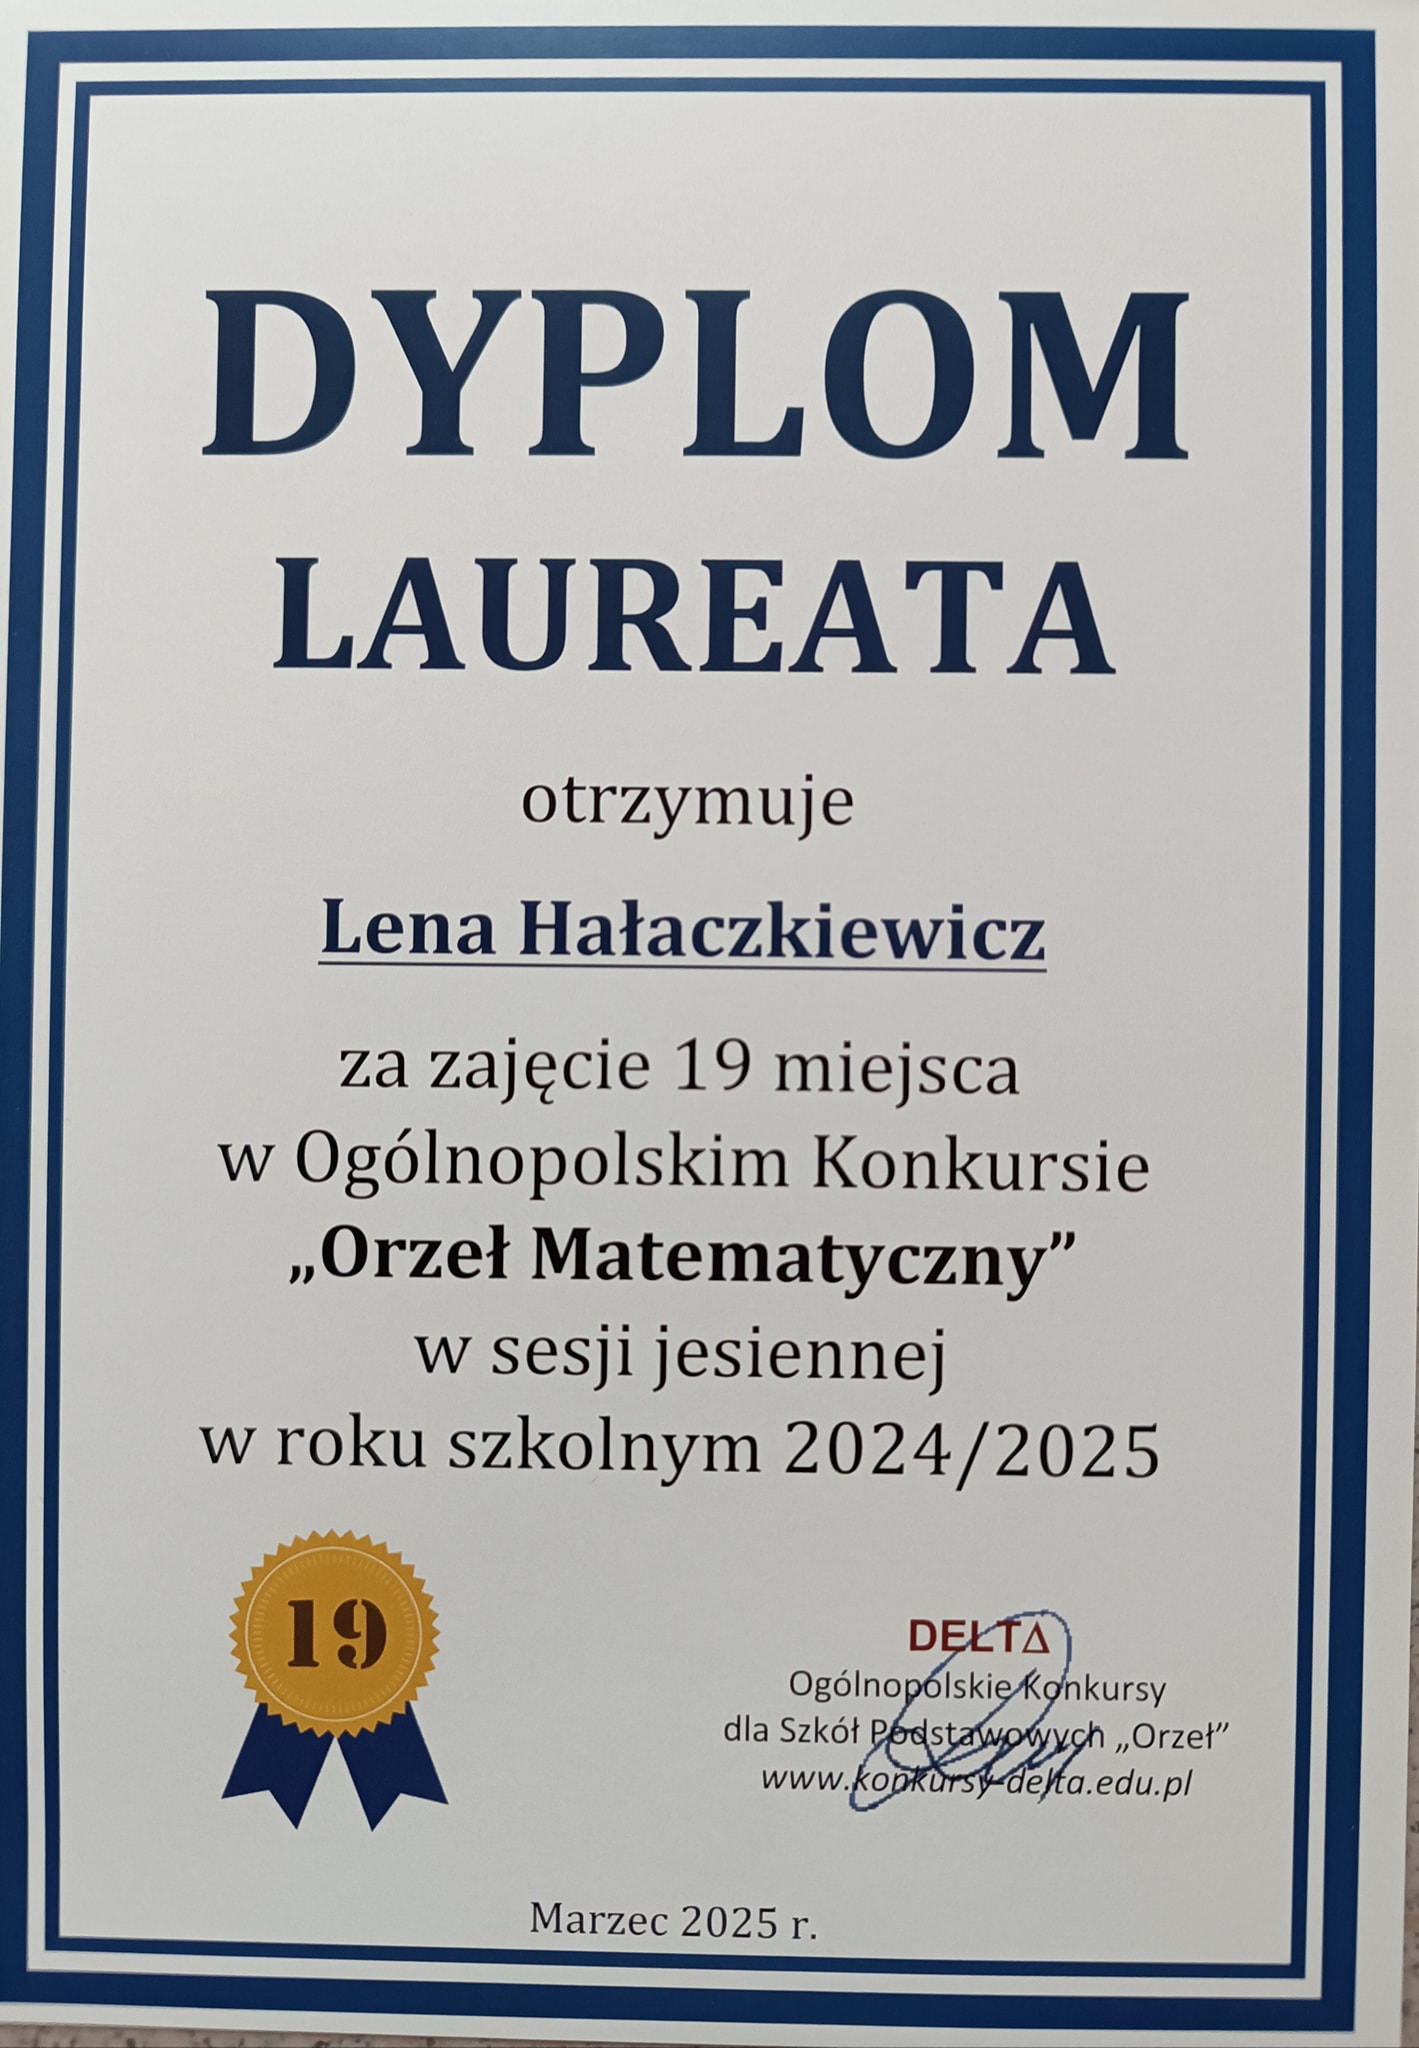 DYPLOM
LAUREATA
otrzymuje
Lena Hałaczkiewicz
za zajęcie 19 miejsca
w Ogólnopolskim Konkursie
„Orzeł Matematyczny”
w sesji jesiennej
w roku szkolnym 2024/2025
19
DELTΔ
Ogólnopolskie Konkursy
dla Szkół Podstawowych „Orzeł”
www.konkursy-delta.edu.pl
Marzec 2025 r.